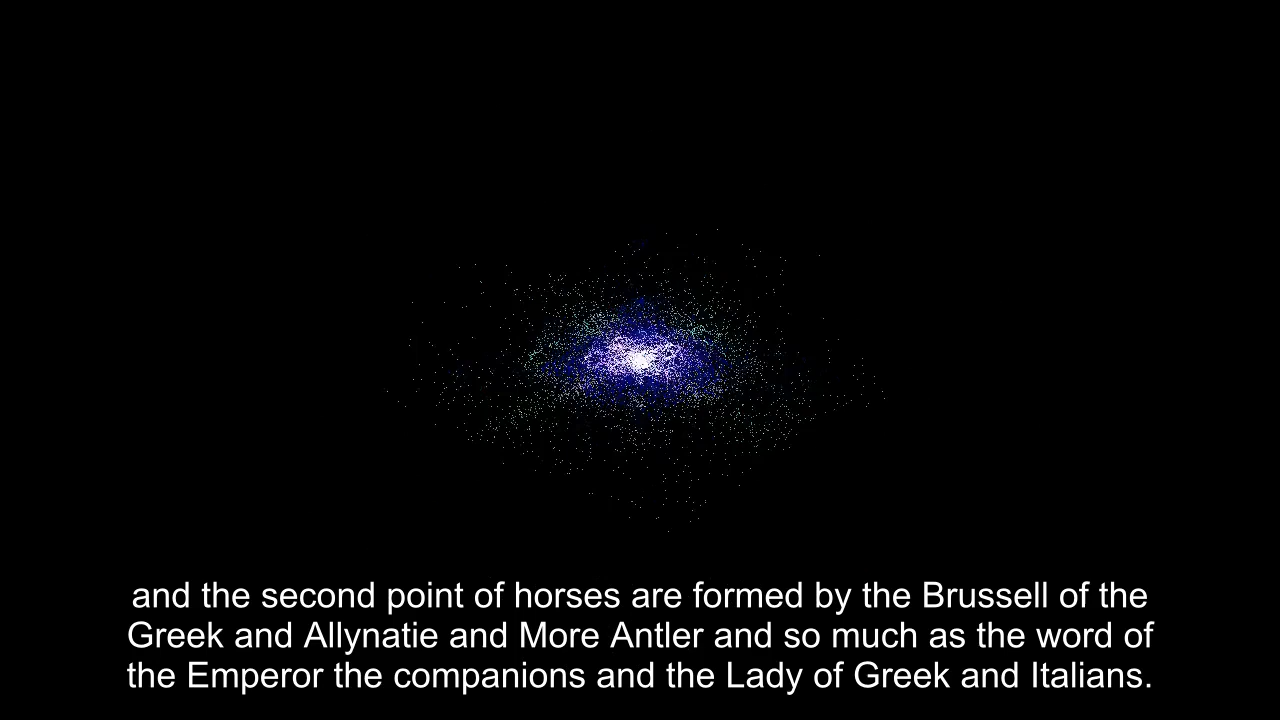 and the second point of horses are formed by the Brussell of the
Greek and Allynatie and More Antler and so much as the word of
the Emperor the companions and the Lady of Greek and Italians.